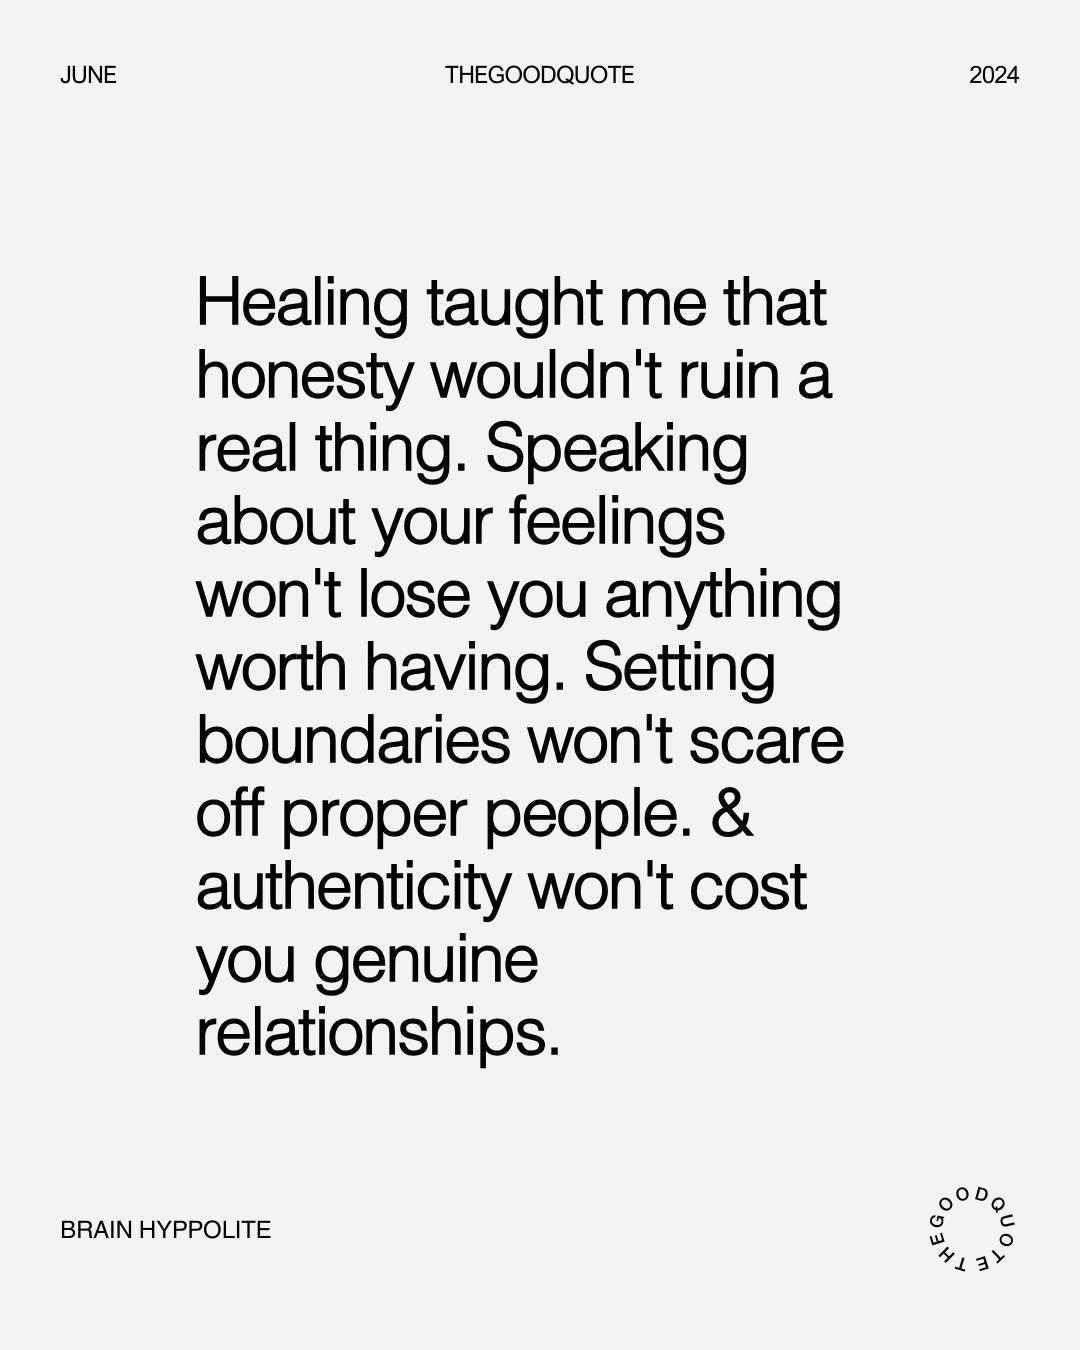 JUNE THEGOODQUOTE 2024
Healing taught me that
honesty wouldn't ruin a
real thing. Speaking
about your feelings
won't lose you anything
worth having. Setting
boundaries won't scare
off proper people. &
authenticity won't cost
you genuine
relationships.
BRAIN HYPPOLITE
THEGOODQUOTE